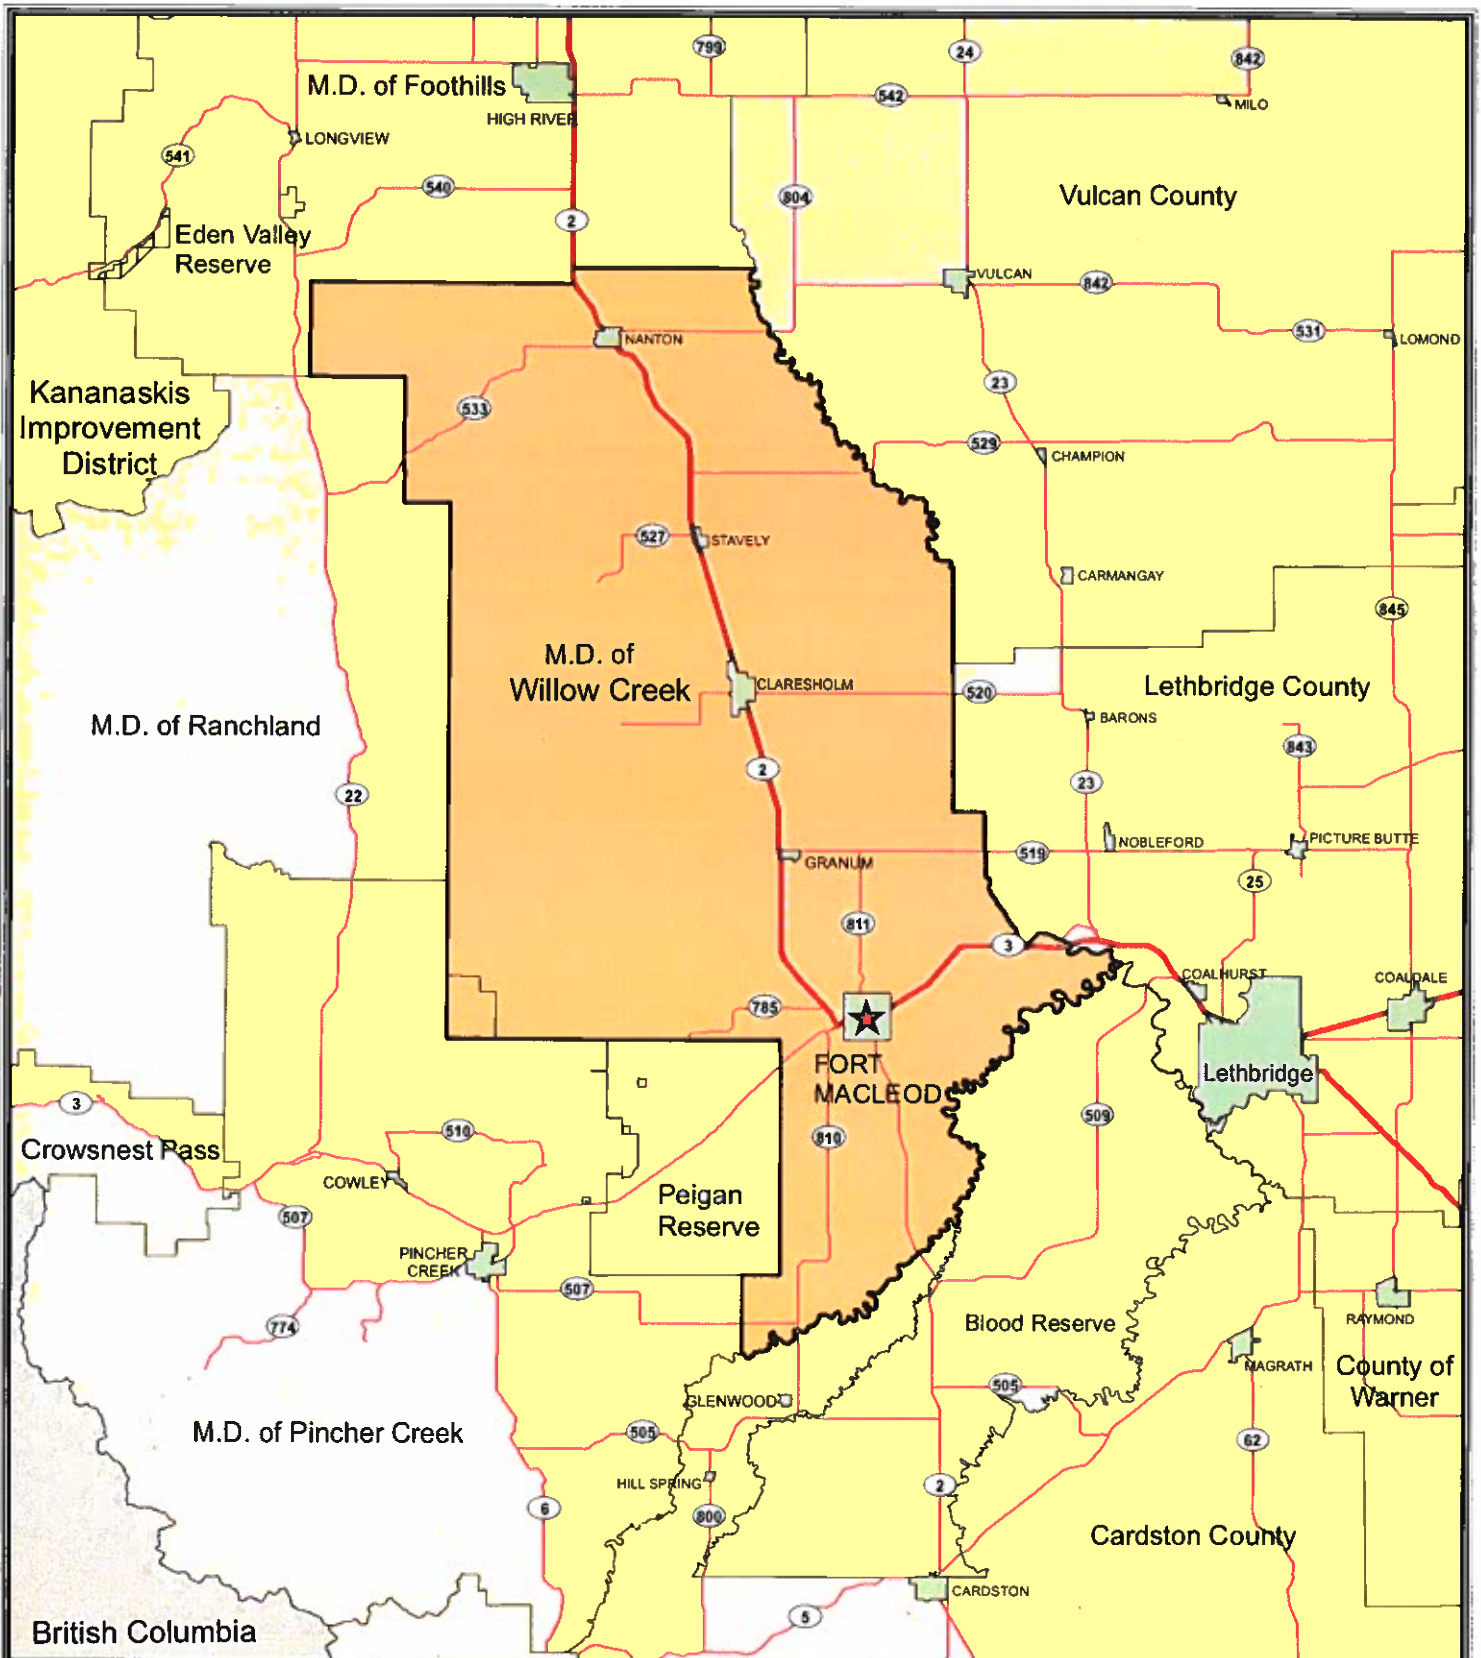 799
24
842
M.D. of Foothills
542
MILO
HIGH RIVER
LONGVIEW
541
540
804
Vulcan County
2
Eden Valley
Reserve
VULCAN
842
NANTON
531
LOMOND
Kananaskis
Improvement
District
23
533
529
CHAMPION
527
STAVELY
CARMANGAY
845
M.D. of
Willow Creek
CLARESHOLM
520
Lethbridge County
M.D. of Ranchland
BARONS
843
2
23
22
NOBLEFORD
PICTURE BUTTE
519
GRANUM
25
811
3
COALHURST
COALDALE
785
FORT
MACLEOD
Lethbridge
3
509
510
810
Crowsnest Pass
COWLEY
Peigan
Reserve
507
PINCHER
CREEK
507
774
Blood Reserve
RAYMOND
MAGRATH
County of
Warner
505
GLENWOOD
M.D. of Pincher Creek
505
62
HILL SPRING
2
6
800
Cardston County
CARDSTON
5
British Columbia